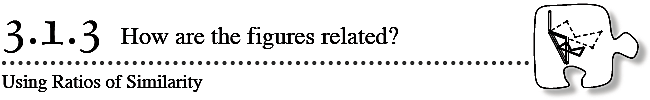 3.1.3 How are the figures related?
Using Ratios of Similarity